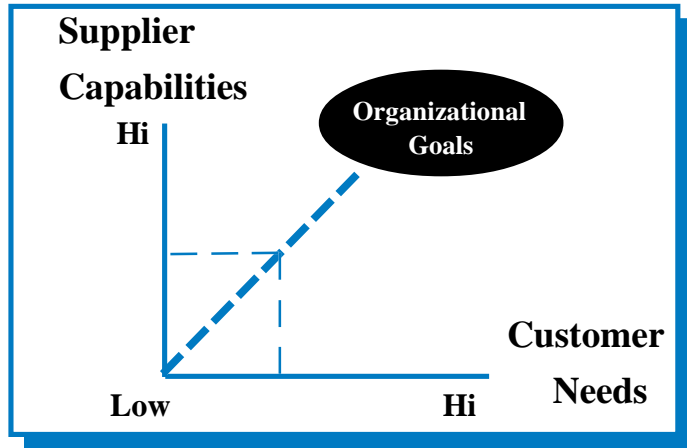 Supplier
Capabilities
Hi
Organizational
Goals
Customer
Needs
Low
Hi